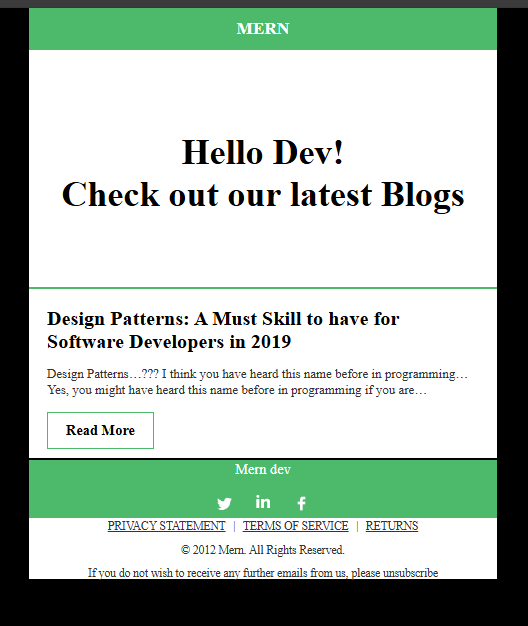 MERN
Hello Dev!
Check out our latest Blogs
Design Patterns: A Must Skill to have for
Software Developers in 2019
Design Patterns…??? I think you have heard this name before in programming…
Yes, you might have heard this name before in programming if you are…
Read More
Mern dev
PRIVACY STATEMENT | TERMS OF SERVICE | RETURNS
© 2012 Mern. All Rights Reserved.
If you do not wish to receive any further emails from us, please unsubscribe